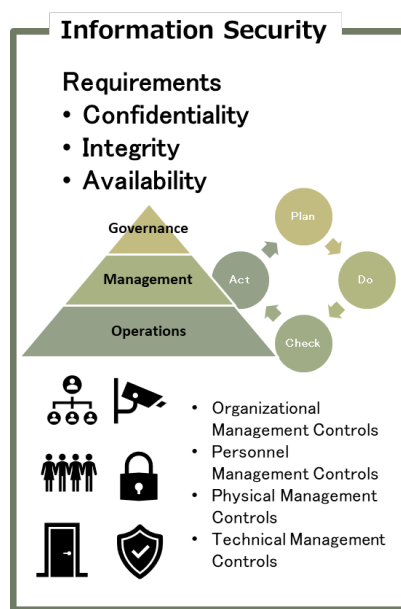 Information Security
Requirements
• Confidentiality
• Integrity
• Availability
Governance
Management
Operations
Plan
Do
Check
Act
• Organizational
Management Controls
• Personnel
Management Controls
• Physical Management
Controls
• Technical Management
Controls